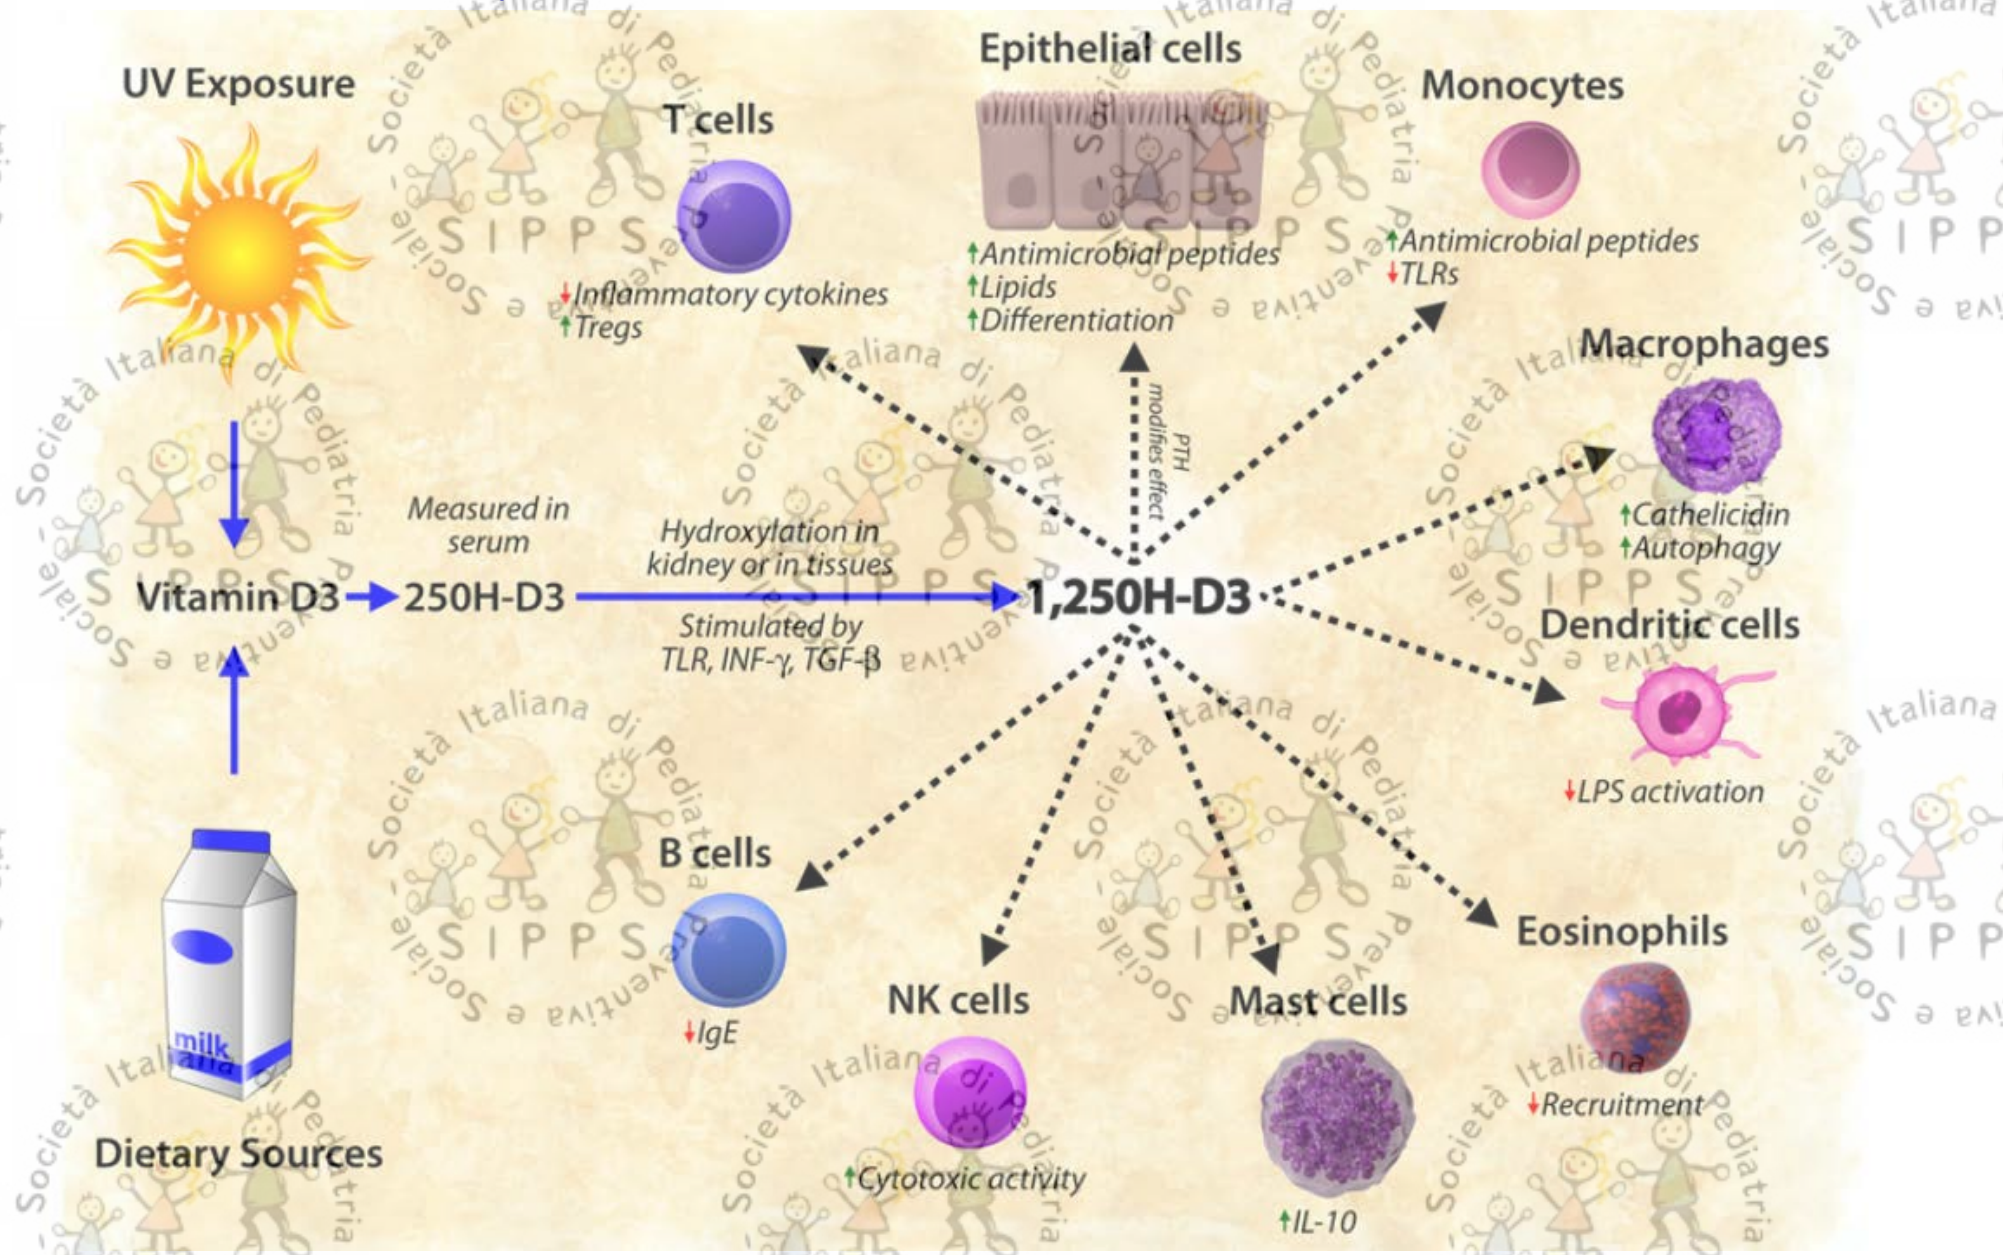 UV Exposure
T cells
↓Inflammatory cytokines
↑Tregs
Epithelial cells
↑Antimicrobial peptides
↑Lipids
↑Differentiation
Monocytes
↑Antimicrobial peptides
↓TLRs
Macrophages
↑Cathelicidin
↑Autophagy
PTH
modifies effect
Measured in
serum
Hydroxylation in
kidney or in tissues
Vitamin D3
250H-D3
1,250H-D3
Stimulated by
TLR, INF-γ, TGF-β
Dendritic cells
↓LPS activation
B cells
↓IgE
NK cells
↑Cytotoxic activity
Mast cells
↑IL-10
Eosinophils
↓Recruitment
milk
Dietary Sources
Società Italiana di Pediatria Preventiva e Sociale -
SIPPS